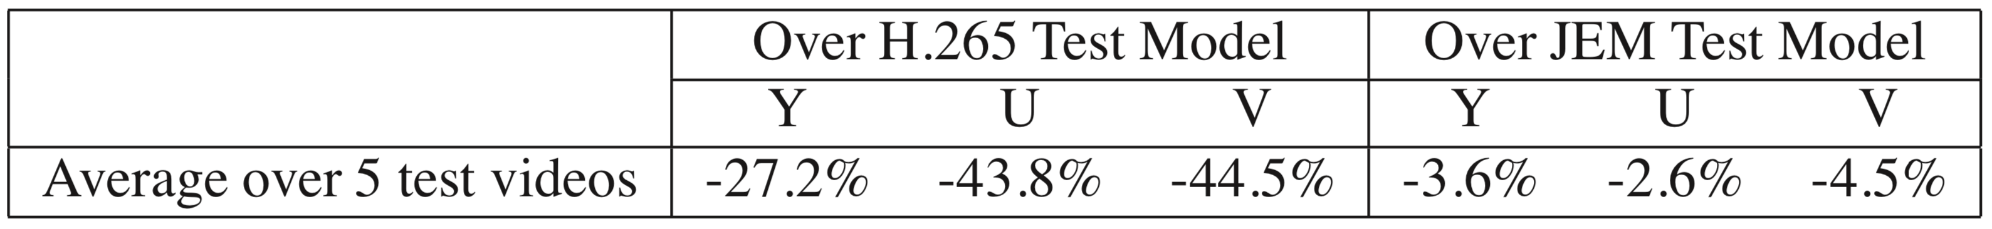 Over H.265 Test Model Over JEM Test Model
Y U V Y U V
Average over 5 test videos -27.2% -43.8% -44.5% -3.6% -2.6% -4.5%